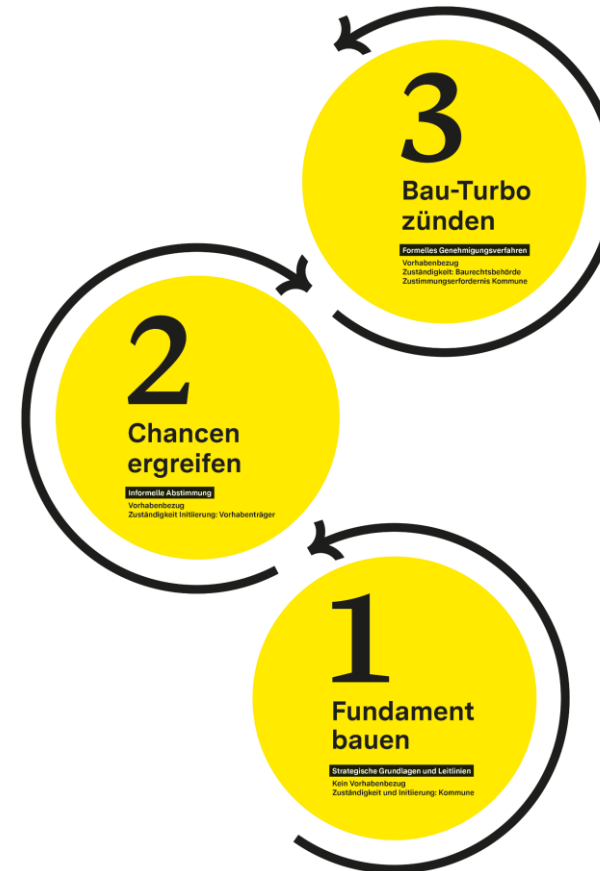 3
Bau-Turbo
zünden
Formelles Genehmigungsverfahren
Vorhabenbezug
Zuständigkeit: Baurechtsbehörde
Zustimmungserfordernis Kommune
2
Chancen
ergreifen
Informelle Abstimmung
Vorhabenbezug
Zuständigkeit Initiierung: Vorhabenträger
1
Fundament
bauen
Strategische Grundlagen und Leitlinien
Kein Vorhabenbezug
Zuständigkeit und Initiierung: Kommune